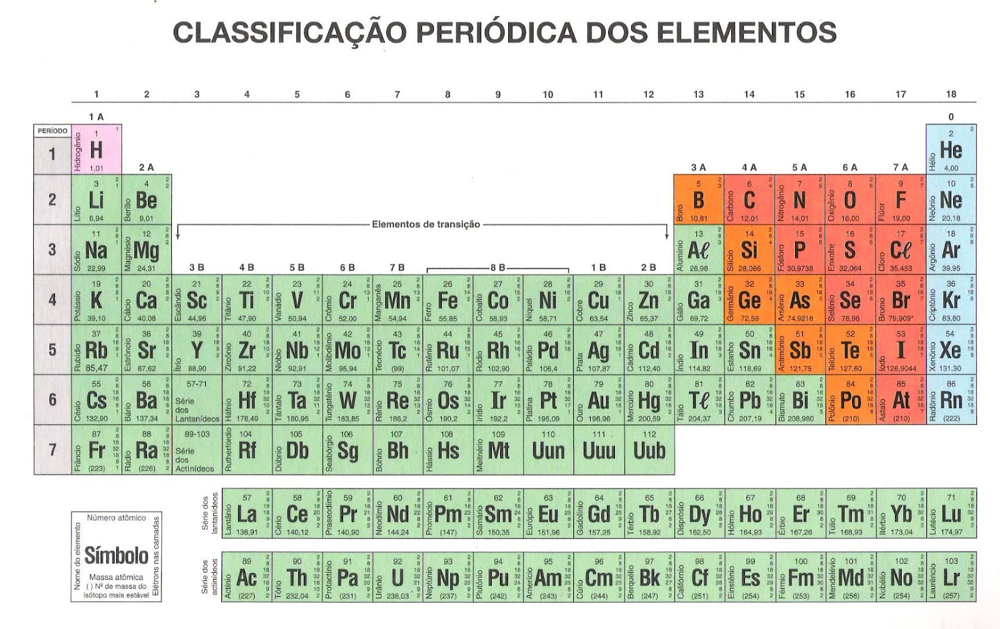 CLASSIFICAÇÃO PERIÓDICA DOS ELEMENTOS
1 2 3 4 5 6 7 8 9 10 11 12 13 14 15 16 17 18
1 A 0
PERÍODO
1
1 2
Hidrogênio H Hélio He
1,01 4,00
2 A 3 A 4 A 5 A 6 A 7 A
2
3 4 5 6 7 8 9 10
Lítio Li Berílio Be Boro B Carbono C Nitrogênio N Oxigênio O Flúor F Neônio Ne
6,94 9,01 10,81 12,01 14,01 16,00 19,00 20,18
Elementos de transição
3
11 12 13 14 15 16 17 18
Sódio Na Magnésio Mg Alumínio Aℓ Silício Si Fósforo P Enxofre S Cloro Cℓ Argônio Ar
22,99 24,31 26,98 28,086 30,9738 32,064 35,453 39,95
3 B 4 B 5 B 6 B 7 B 8 B 1 B 2 B
4
19 20 21 22 23 24 25 26 27 28 29 30 31 32 33 34 35 36
Potássio K Cálcio Ca Escândio Sc Titânio Ti Vanádio V Crômio Cr Manganês Mn Ferro Fe Cobalto Co Níquel Ni Cobre Cu Zinco Zn Gálio Ga Germânio Ge Arsênio As Selênio Se Bromo Br Criptônio Kr
39,10 40,08 44,96 47,90 50,94 52,00 54,94 55,85 58,93 58,71 63,54 65,37 69,72 72,59 74,9216 78,96 79,909* 83,80
5
37 38 39 40 41 42 43 44 45 46 47 48 49 50 51 52 53 54
Rubídio Rb Estrôncio Sr Ítrio Y Zircônio Zr Nióbio Nb Molibdênio Mo Tecnécio Tc Rutênio Ru Ródio Rh Paládio Pd Prata Ag Cádmio Cd Índio In Estanho Sn Antimônio Sb Telúrio Te Iodo I Xenônio Xe
85,47 87,62 88,90 91,22 92,91 95,94 (99) 101,07 102,90 106,4 107,87 112,40 114,82 118,69 121,75 127,60 126,9044 131,30
6
55 56 57-71 72 73 74 75 76 77 78 79 80 81 82 83 84 85 86
Césio Cs Bário Ba Série dos Lantanídeos Háfnio Hf Tântalo Ta Tungstênio W Rênio Re Ósmio Os Irídio Ir Platina Pt Ouro Au Mercúrio Hg Tálio Tℓ Chumbo Pb Bismuto Bi Polônio Po Astato At Radônio Rn
132,90 137,34 178,49 180,95 183,85 186,2 190,2 192,2 195,09 196,96 200,59 204,37 207,19 208,980 (210) (210) (222)
7
87 88 89-103 104 105 106 107 108 109 110 111 112
Frâncio Fr Rádio Ra Série dos Actinídeos Rutherfórdio Rf Dúbnio Db Seabórgio Sg Bóhrio Bh Hássio Hs Meitnério Mt Uun Uuu Uub
(223) (226)
Série dos lantanídeos
57 58 59 60 61 62 63 64 65 66 67 68 69 70 71
Lantânio La Cério Ce Praseodímio Pr Neodímio Nd Promécio Pm Samário Sm Európio Eu Gadolínio Gd Térbio Tb Disprósio Dy Hólmio Ho Érbio Er Túlio Tm Itérbio Yb Lutécio Lu
138,91 140,12 140,90 144,24 (147) 150,35 151,96 157,25 158,92 162,50 164,93 167,26 168,93 173,04 174,97
Série dos actinídeos
89 90 91 92 93 94 95 96 97 98 99 100 101 102 103
Actínio Ac Tório Th Protactínio Pa Urânio U Neptúnio Np Plutônio Pu Amerício Am Cúrio Cm Berquélio Bk Califórnio Cf Einstênio Es Férmio Fm Mendelévio Md Nobélio No Laurêncio Lr
(227) 232,04 (231) 238,03 (237) (242) (243) (244) (247) (251) (254) (253) (256) (254) (257)
Número atômico
Nome do elemento
Símbolo
Elétrons nas camadas
Massa atômica
( ) Nº de massa do
isótopo mais estável